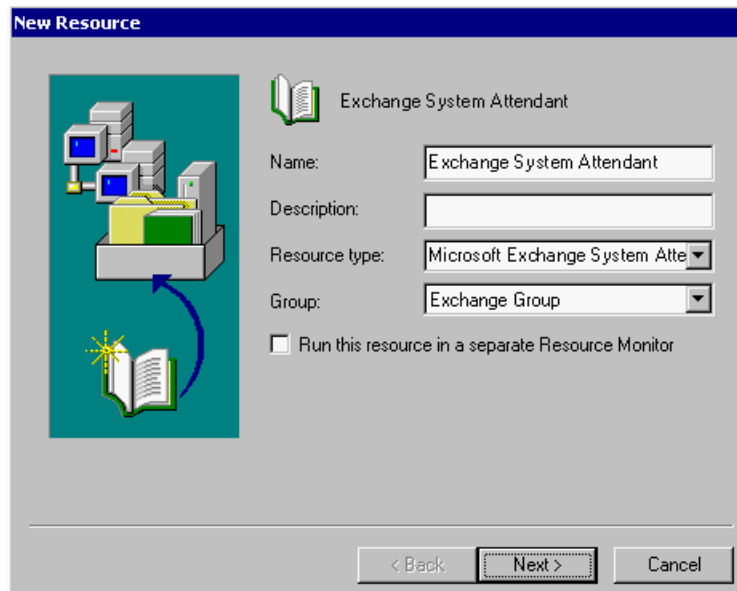 New Resource
Exchange System Attendant
Name: Exchange System Attendant
Description:
Resource type: Microsoft Exchange System Atte
Group: Exchange Group
Run this resource in a separate Resource Monitor
< Back Next > Cancel